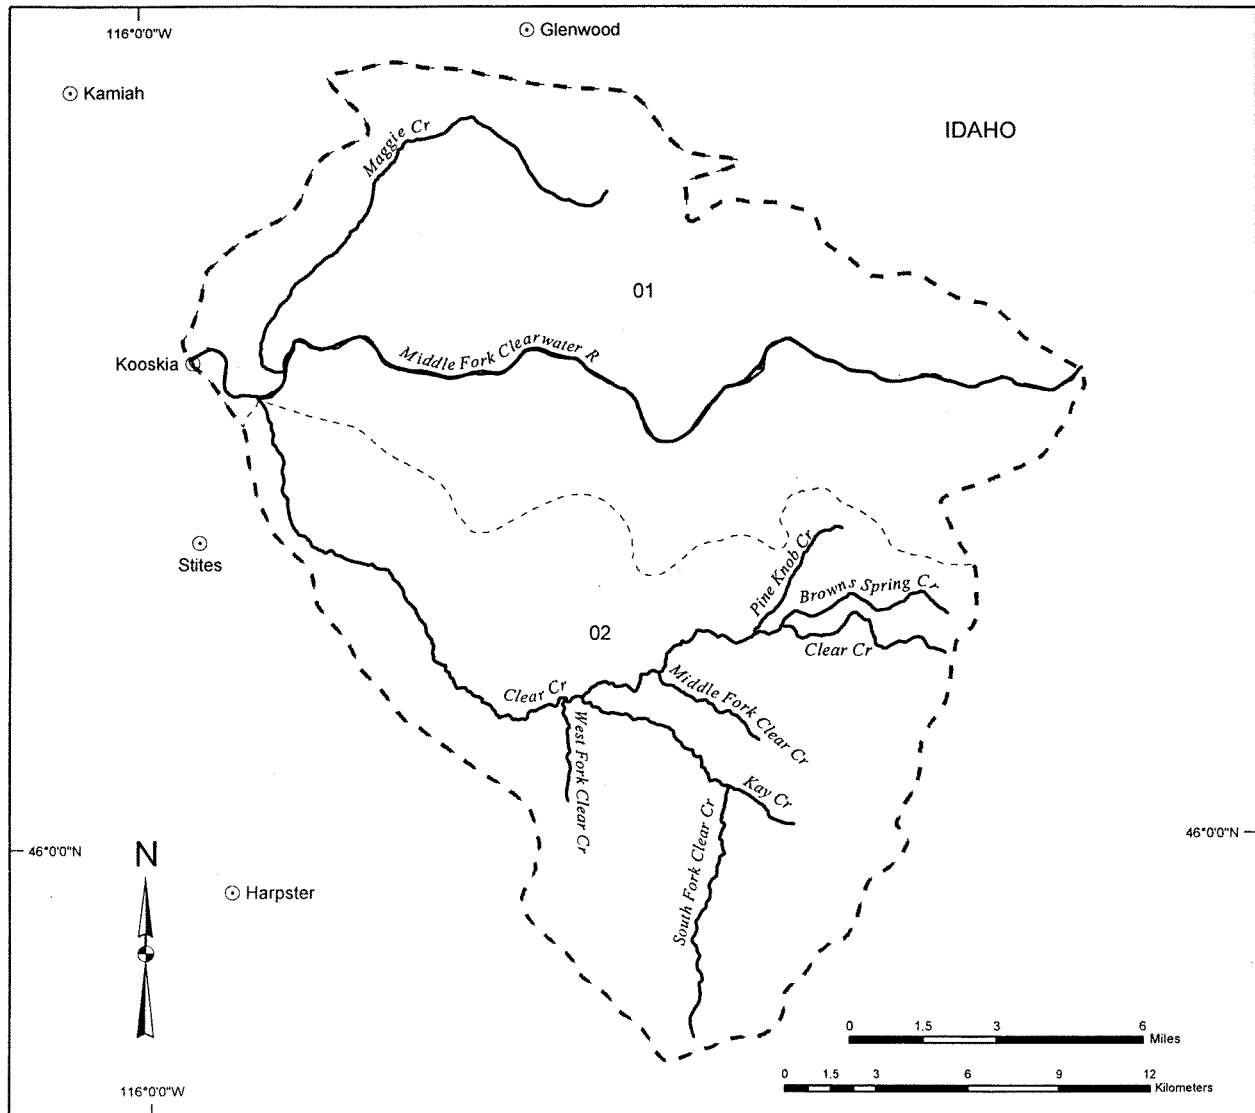 116°0'0"W
Glenwood
Kamiah
IDAHO
Maggie Cr
01
Middle Fork Clearwater R
Kooskia
Stites
Pine Knob Cr
Browns Spring Cr
02
Clear Cr
Middle Fork Clear Cr
Clear Cr
West Fork Clear Cr
Kay Cr
South Fork Clear Cr
46°0'0"N
46°0'0"N
N
Harpster
0 1.5 3 6
Miles
0 1.5 3 6 9 12
Kilometers
116°0'0"W